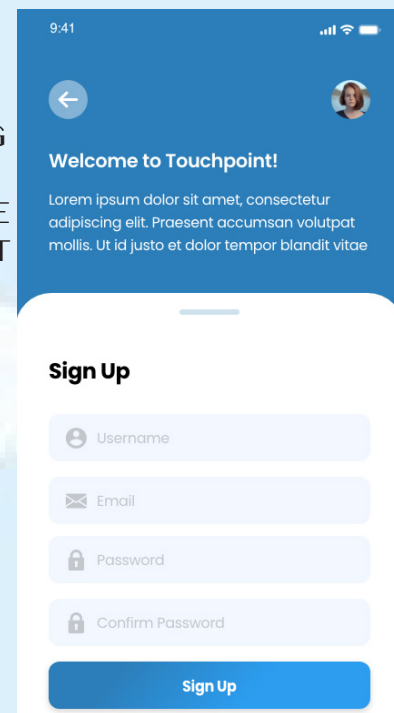 9:41
G
E
T
Welcome to Touchpoint!
Lorem ipsum dolor sit amet, consectetur
adipiscing elit. Praesent accumsan volutpat
mollis. Ut id justo et dolor tempor blandit vitae
Sign Up
Username
Email
Password
Confirm Password
Sign Up